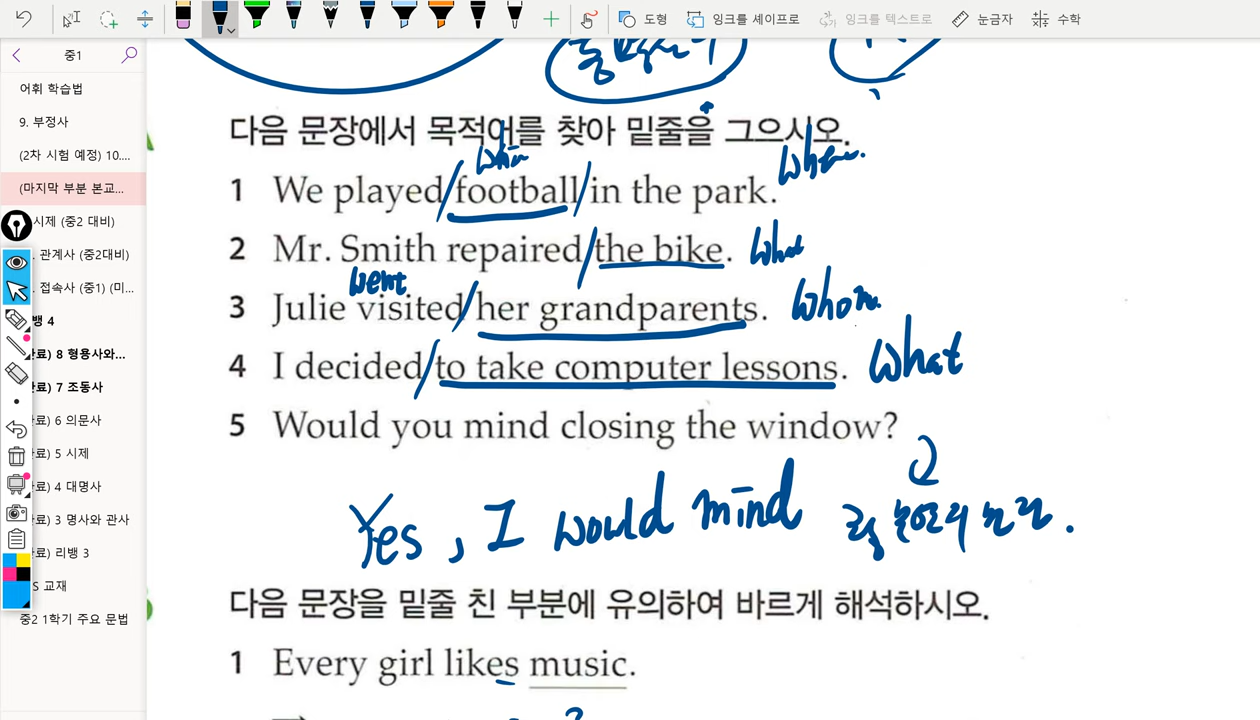 도형
잉크를 셰이프로
잉크를 텍스트로
눈금자
수학
중1
어휘 학습법
9. 부정사
(2차 시험 예정) 10....
(마지막 부분 본교...
시제 (중2 대비)
. 관계사 (중2대비)
. 접속사 (중1) (미...
뱅 4
료) 8 형용사와...
료) 7 조동사
료) 6 의문사
료) 5 시제
료) 4 대명사
료) 3 명사와 관사
료) 리뱅 3
S 교재
중2 1학기 주요 문법
다음 문장에서 목적어를 찾아 밑줄을 그으시오.
1 We played/football/in the park.
2 Mr. Smith repaired/the bike. what
went
3 Julie visited/her grandparents. whom
4 I decided/to take computer lessons. what
5 Would you mind closing the window?
Yes, I would mind
다음 문장을 밑줄 친 부분에 유의하여 바르게 해석하시오.
1 Every girl likes music.